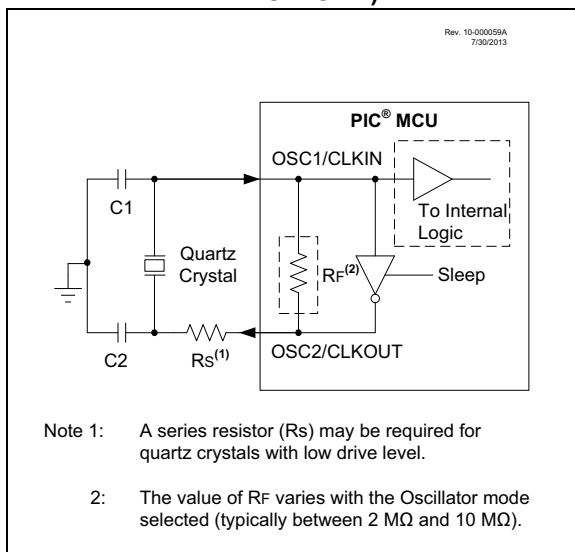 Rev. 10-000059A
7/30/2013
PIC® MCU
OSC1/CLKIN
C1
To Internal
Logic
Quartz
Crystal
RF(2)
Sleep
C2
RS(1)
OSC2/CLKOUT
Note 1: A series resistor (Rs) may be required for
quartz crystals with low drive level.
2: The value of RF varies with the Oscillator mode
selected (typically between 2 MΩ and 10 MΩ).